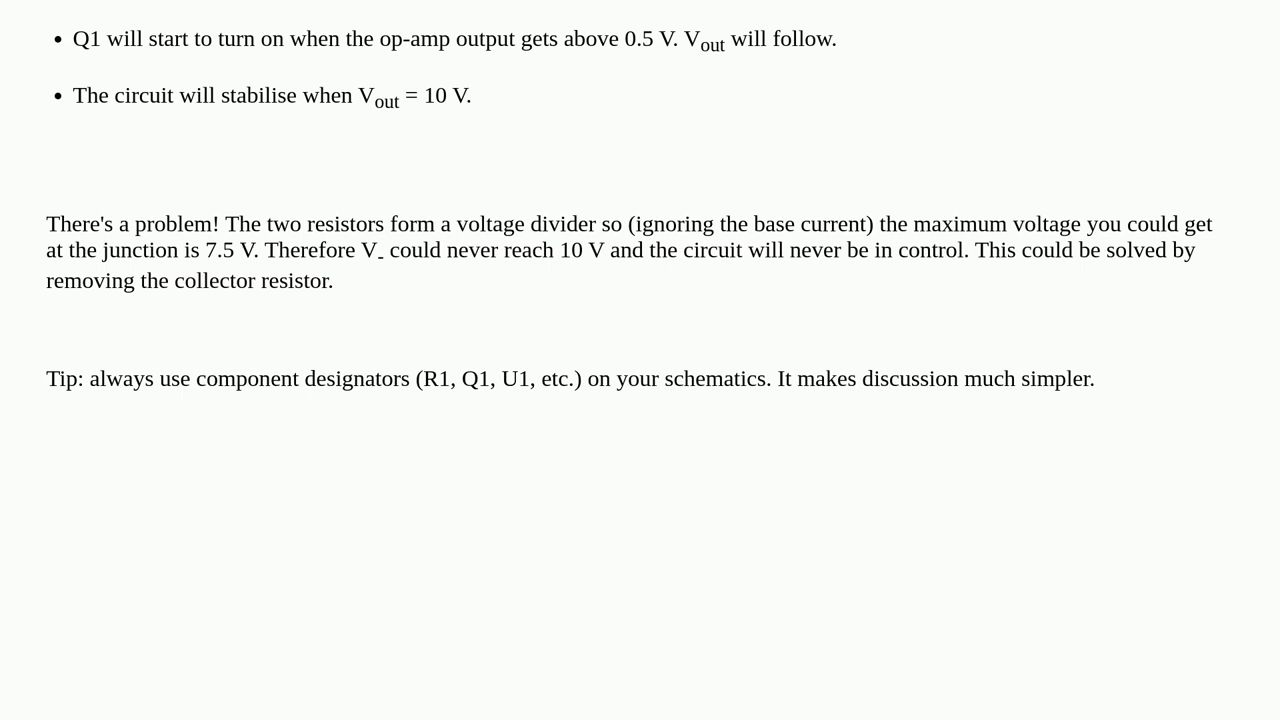 • Q1 will start to turn on when the op-amp output gets above 0.5 V. Vout will follow.
• The circuit will stabilise when Vout = 10 V.
There's a problem! The two resistors form a voltage divider so (ignoring the base current) the maximum voltage you could get
at the junction is 7.5 V. Therefore V- could never reach 10 V and the circuit will never be in control. This could be solved by
removing the collector resistor.
Tip: always use component designators (R1, Q1, U1, etc.) on your schematics. It makes discussion much simpler.